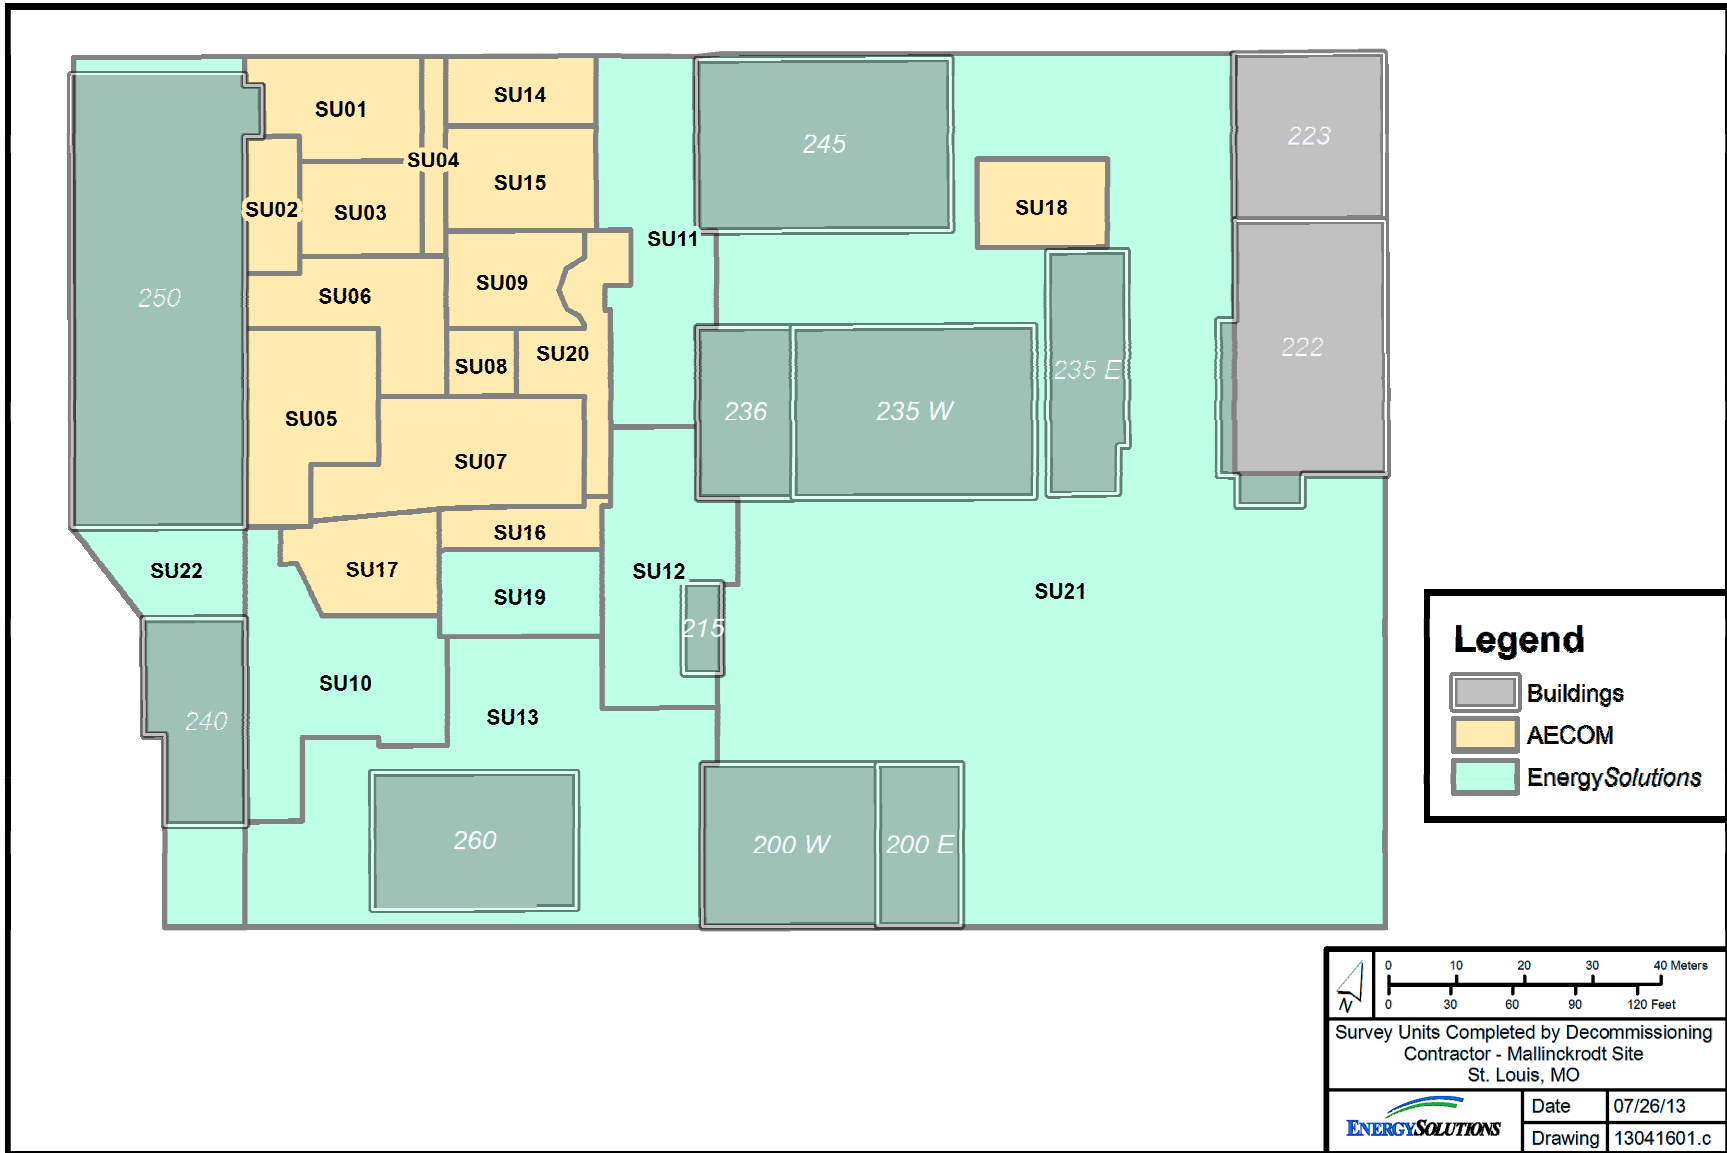 SU01
SU14
SU04
SU15
SU02
SU03
SU18
245
223
SU11
250
SU06
SU09
SU20
SU08
222
235 E
SU05
236
235 W
SU07
SU16
SU17
SU22
SU12
SU19
SU21
215
SU10
SU13
240
260
200 W
200 E
Legend
Buildings
AECOM
EnergySolutions
N
0 10 20 30 40 Meters
0 30 60 90 120 Feet
Survey Units Completed by Decommissioning
Contractor - Mallinckrodt Site
St. Louis, MO
ENERGYSOLUTIONS
Date 07/26/13
Drawing 13041601.c